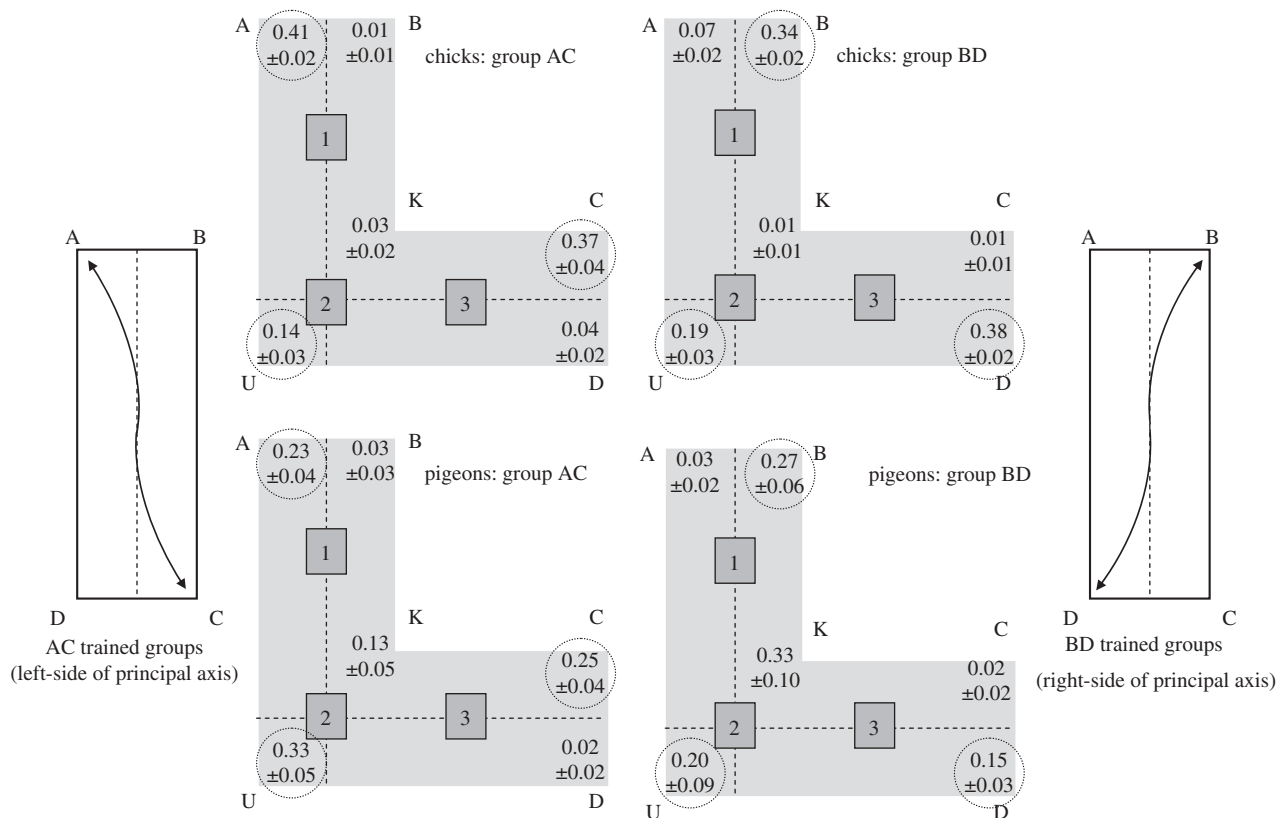 A
0.41
±0.02
0.01
±0.01
B
chicks: group AC
1
K
C
0.03
±0.02
0.37
±0.04
2
3
0.14
±0.03
0.04
±0.02
U
D
A
0.07
±0.02
0.34
±0.02
B
chicks: group BD
1
K
C
0.01
±0.01
0.01
±0.01
2
3
0.19
±0.03
0.38
±0.02
U
D
A
B
D
C
AC trained groups
(left-side of principal axis)
A
B
D
C
BD trained groups
(right-side of principal axis)
A
0.23
±0.04
0.03
±0.03
B
pigeons: group AC
1
K
C
0.13
±0.05
0.25
±0.04
2
3
0.33
±0.05
0.02
±0.02
U
D
A
0.03
±0.02
0.27
±0.06
B
pigeons: group BD
1
K
C
0.33
±0.10
0.02
±0.02
2
3
0.20
±0.09
0.15
±0.03
U
D